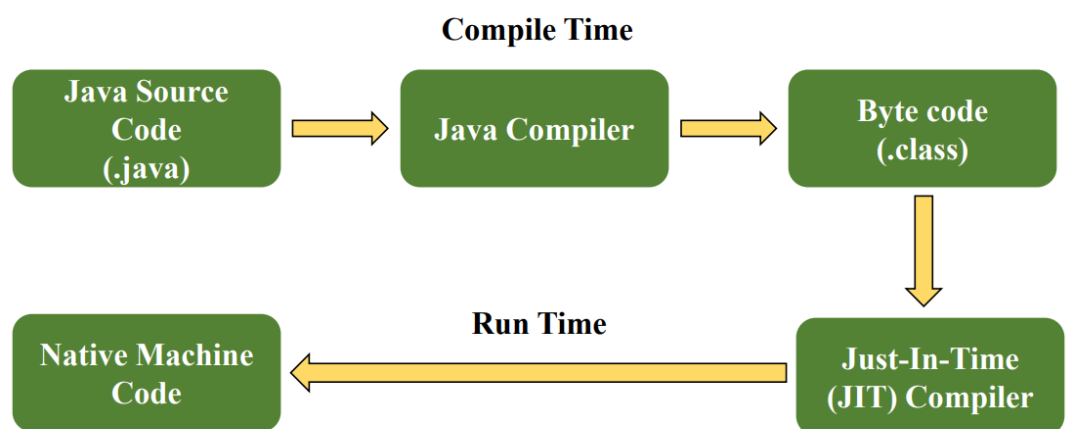 Compile Time
Java Source
Code
(.java)
Java Compiler
Byte code
(.class)
Run Time
Native Machine
Code
Just-In-Time
(JIT) Compiler